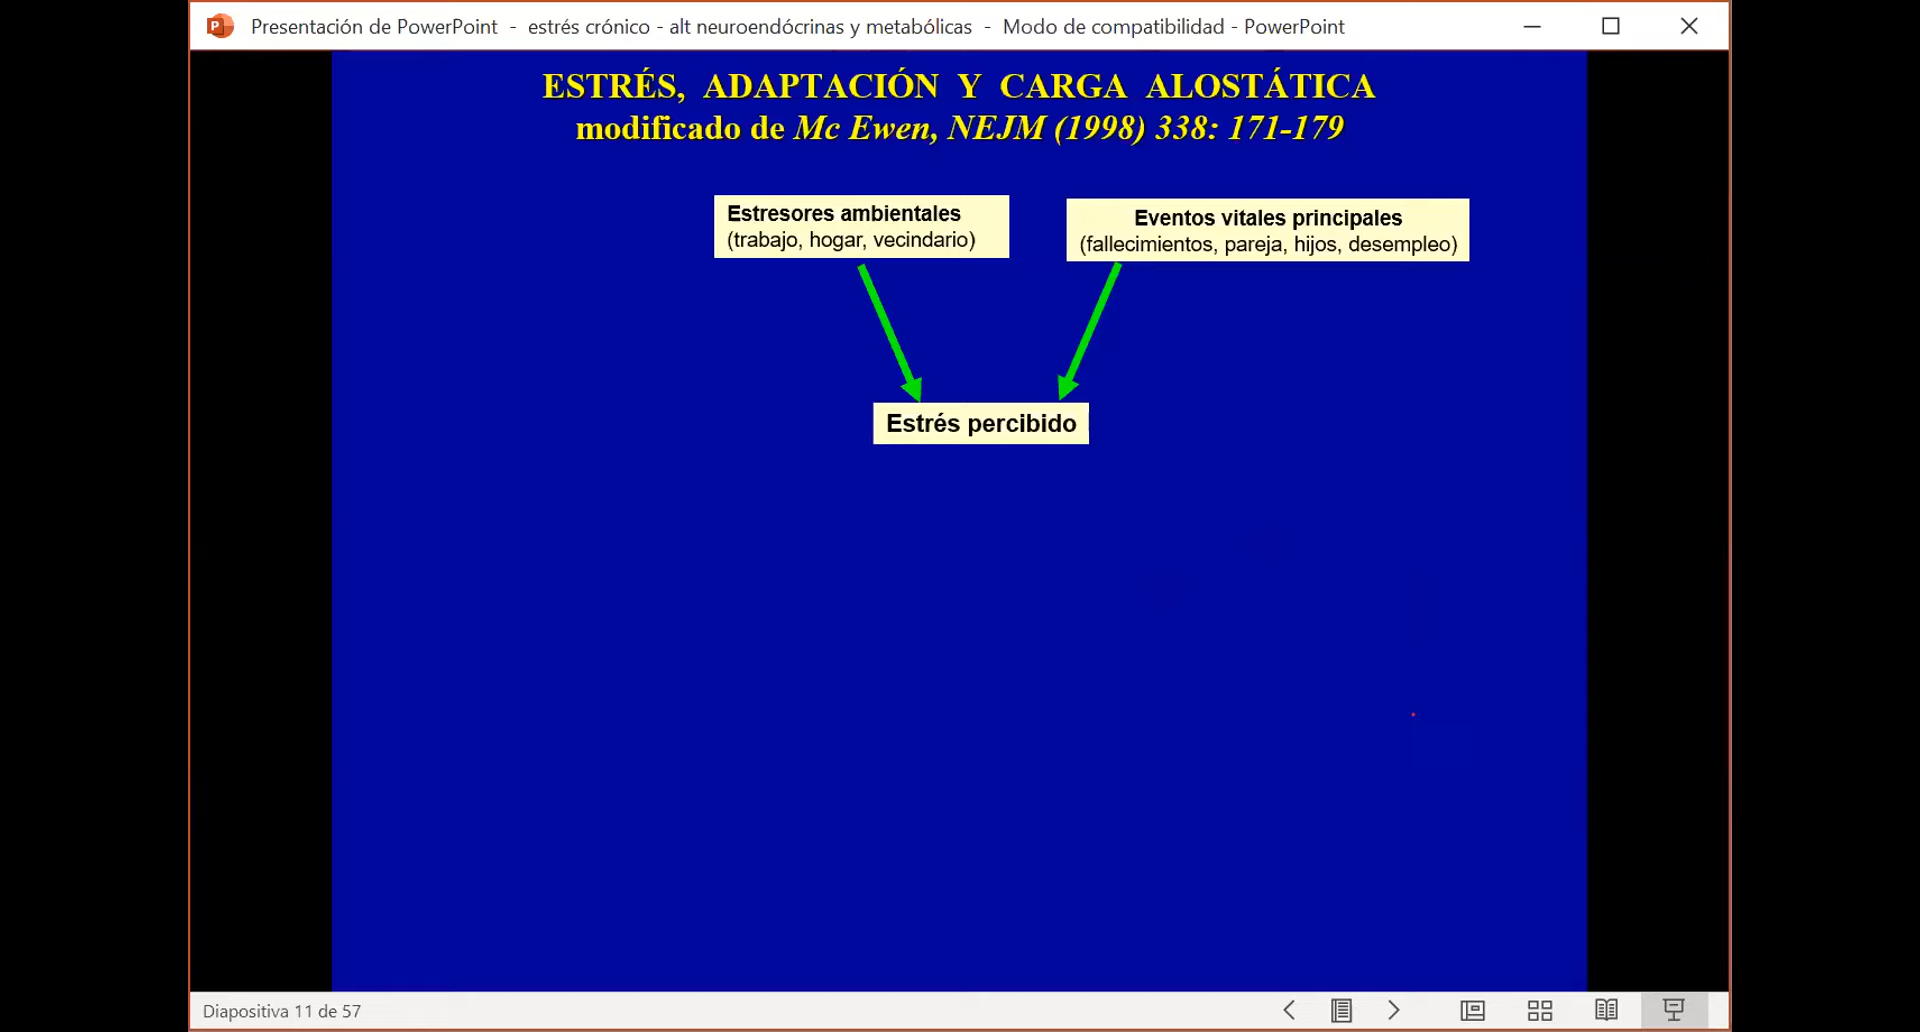 Presentación de PowerPoint - estrés crónico - alt neuroendócrinas y metabólicas - Modo de compatibilidad - PowerPoint
ESTRÉS, ADAPTACIÓN Y CARGA ALOSTÁTICA
modificado de Mc Ewen, NEJM (1998) 338: 171-179
Estresores ambientales
(trabajo, hogar, vecindario)
Eventos vitales principales
(fallecimientos, pareja, hijos, desempleo)
Estrés percibido
Diapositiva 11 de 57